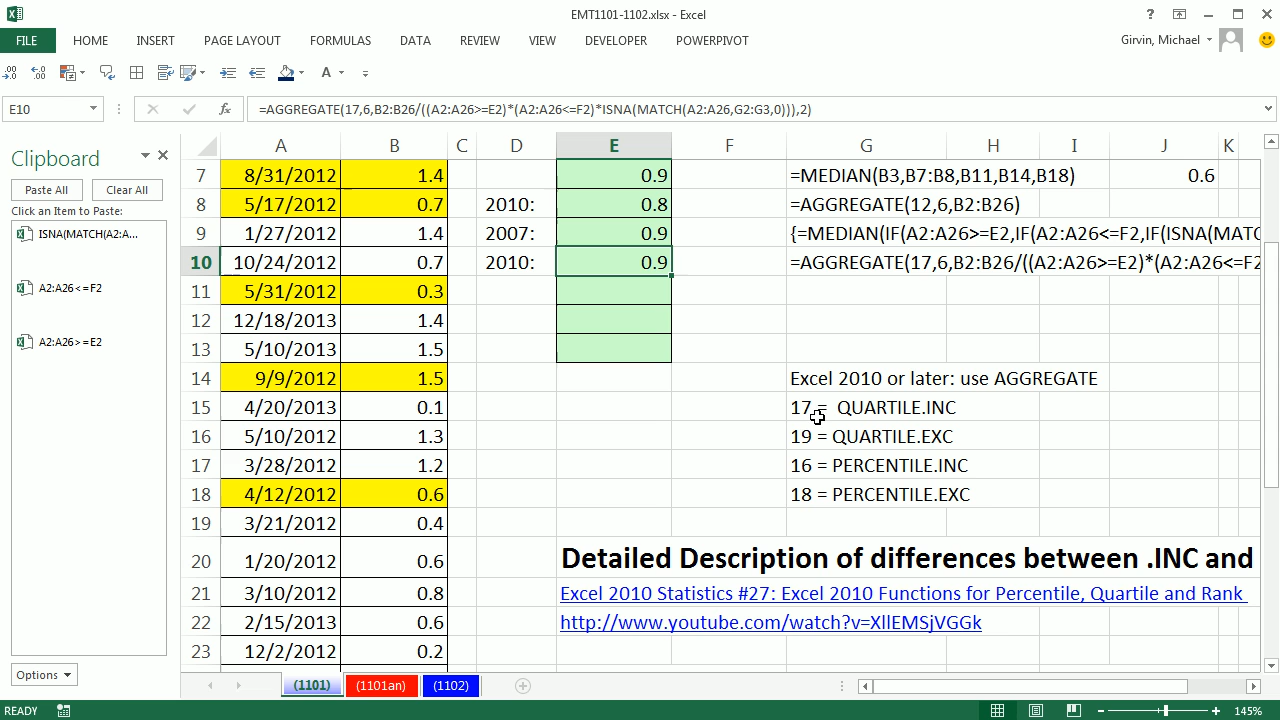 EMT1101-1102.xlsx - Excel
FILE HOME INSERT PAGE LAYOUT FORMULAS DATA REVIEW VIEW DEVELOPER POWERPIVOT Girvin, Michael
E10 fx =AGGREGATE(17,6,B2:B26/((A2:A26>=E2)*(A2:A26<=F2)*ISNA(MATCH(A2:A26,G2:G3,0))),2)
Clipboard
Paste All Clear All
Click an Item to Paste:
ISNA(MATCH(A2:A...
A2:A26<=F2
A2:A26>=E2
Options
A B C D E F G H I J K
7 8/31/2012 1.4 0.9 =MEDIAN(B3,B7:B8,B11,B14,B18) 0.6
8 5/17/2012 0.7 2010: 0.8 =AGGREGATE(12,6,B2:B26)
9 1/27/2012 1.4 2007: 0.9 {=MEDIAN(IF(A2:A26>=E2,IF(A2:A26<=F2,IF(ISNA(MATC
10 10/24/2012 0.7 2010: 0.9 =AGGREGATE(17,6,B2:B26/((A2:A26>=E2)*(A2:A26<=F2
11 5/31/2012 0.3
12 12/18/2013 1.4
13 5/10/2013 1.5
14 9/9/2012 1.5 Excel 2010 or later: use AGGREGATE
15 4/20/2013 0.1 17 = QUARTILE.INC
16 5/10/2012 1.3 19 = QUARTILE.EXC
17 3/28/2012 1.2 16 = PERCENTILE.INC
18 4/12/2012 0.6 18 = PERCENTILE.EXC
19 3/21/2012 0.4
20 1/20/2012 0.6 Detailed Description of differences between .INC and
21 3/10/2012 0.8 Excel 2010 Statistics #27: Excel 2010 Functions for Percentile, Quartile and Rank
22 2/15/2013 0.6 http://www.youtube.com/watch?v=XllEMSjVGGk
23 12/2/2012 0.2
(1101) (1101an) (1102)
READY 145%